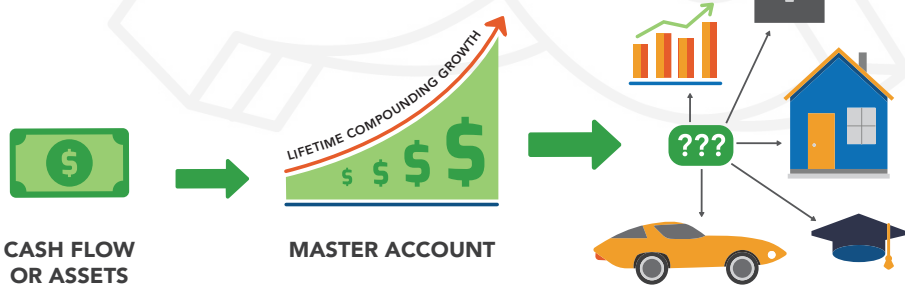 LIFETIME COMPOUNDING GROWTH
$
$ $ $ $
???
CASH FLOW
OR ASSETS
MASTER ACCOUNT